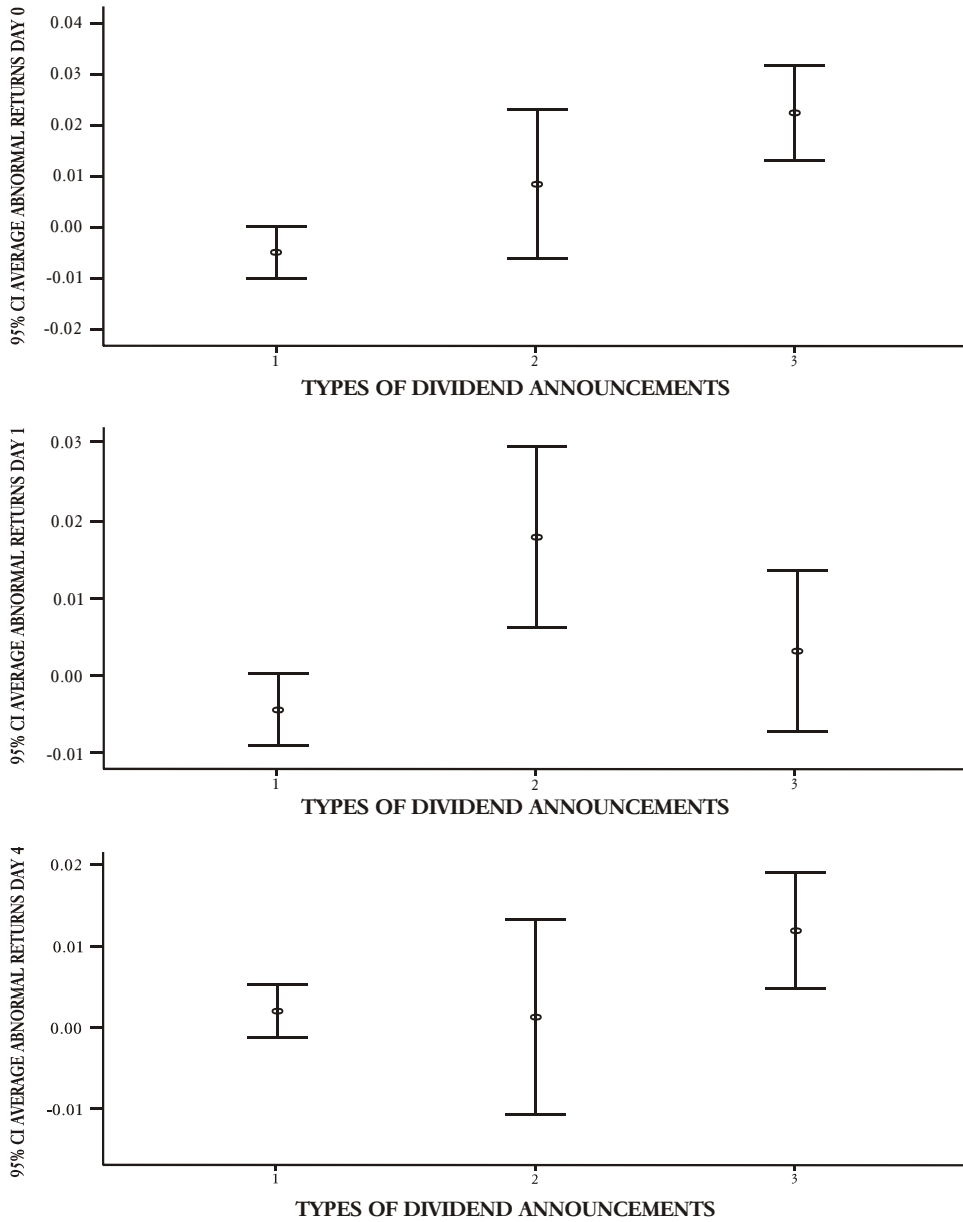 95% CI AVERAGE ABNORMAL RETURNS DAY 0
0.04
0.03
0.02
0.01
0.00
-0.01
-0.02
1 2 3
TYPES OF DIVIDEND ANNOUNCEMENTS
95% CI AVERAGE ABNORMAL RETURNS DAY 1
0.03
0.02
0.01
0.00
-0.01
1 2 3
TYPES OF DIVIDEND ANNOUNCEMENTS
95% CI AVERAGE ABNORMAL RETURNS DAY 4
0.02
0.01
0.00
-0.01
1 2 3
TYPES OF DIVIDEND ANNOUNCEMENTS